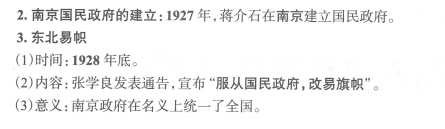 2. 南京国民政府的建立:1927 年,蒋介石在南京建立国民政府。
3. 东北易帜
(1)时间:1928 年底。
(2)内容:张学良发表通告,宣布“服从国民政府,改易旗帜”。
(3)意义:南京政府在名义上统一了全国。